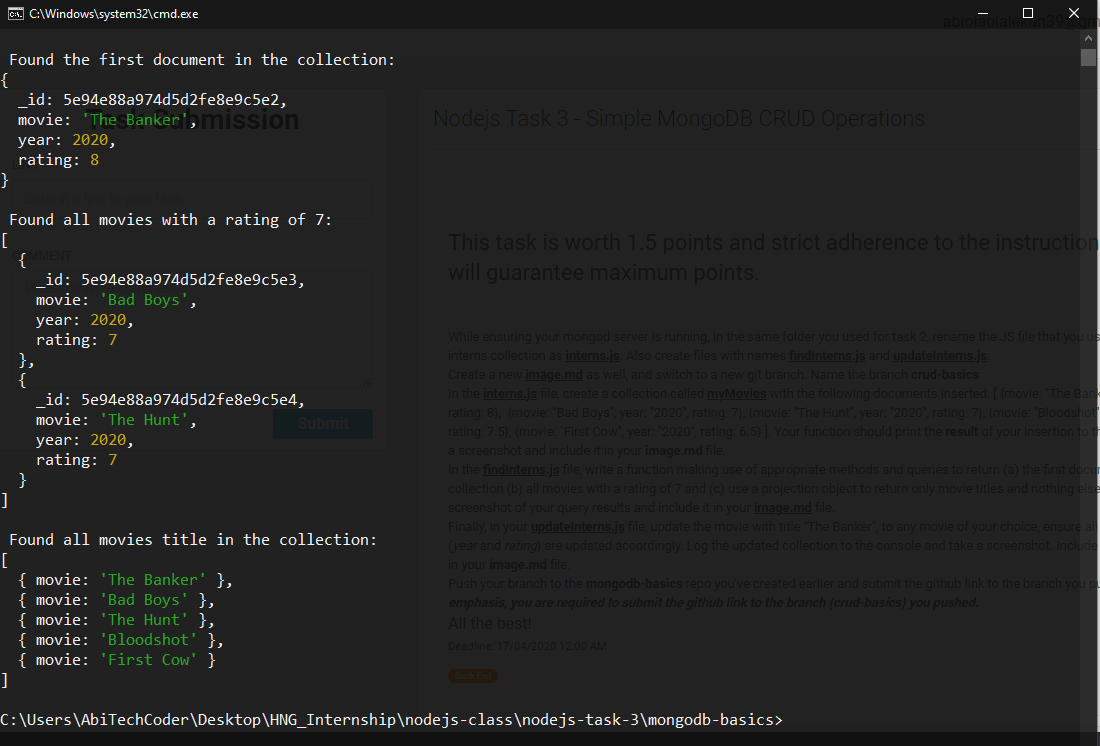 C:\Windows\system32\cmd.exe
Found the first document in the collection:
{
_id: 5e94e88a974d5d2fe8e9c5e2,
movie: 'The Banker',
year: 2020,
rating: 8
}
Found all movies with a rating of 7:
[
{
_id: 5e94e88a974d5d2fe8e9c5e3,
movie: 'Bad Boys',
year: 2020,
rating: 7
},
{
_id: 5e94e88a974d5d2fe8e9c5e4,
movie: 'The Hunt',
year: 2020,
rating: 7
}
]
Found all movies title in the collection:
[
{ movie: 'The Banker' },
{ movie: 'Bad Boys' },
{ movie: 'The Hunt' },
{ movie: 'Bloodshot' },
{ movie: 'First Cow' }
]
C:\Users\AbiTechCoder\Desktop\HNG_Internship\nodejs-class\nodejs-task-3\mongodb-basics>
Task Submission
COMMENT
Submit
Nodejs Task 3 - Simple MongoDB CRUD Operations
This task is worth 1.5 points and strict adherence to the instruction
will guarantee maximum points.
While ensuring your mongod server is running, in the same folder you used for task 2, rename the JS file that you
interns collection as interns.js. Also create files with names findInterns.js and updateInterns.js
Create a new image.md as well, and switch to a new git branch. Name the branch crud-basics
In the interns.js file, create a collection called myMovies with the following documents inserted: [ {movie: "The
rating: 8}, {movie: "Bad Boys", year: "2020", rating: 7}, {movie: "The Hunt", year: "2020", rating: 7}, {movie: "Bloodshot"
rating: 7.5}, {movie: "First Cow", year: "2020", rating: 6.5} ]. Your function should print the result of your insertion to
a screenshot and include it in your image.md file.
In the findInterns.js file, write a function making use of appropriate methods and queries to return (a) the first
collection (b) all movies with a rating of 7 and (c) use a projection object to return only movie titles and nothing
screenshot of your query results and include it in your image.md file.
Finally, in your updateInterns.js file, update the movie with title "The Banker", to any movie of your choice, ensure
(year and rating) are updated accordingly. Log the updated collection to the console and take a screenshot. Include
in your image.md file.
Push your branch to the mongodb-basics repo you've created earlier and submit the github link to the branch you
emphasis, you are required to submit the github link to the branch (crud-basics) you pushed.
All the best!
Deadline: 17/04/2020 12:00 AM
Back End